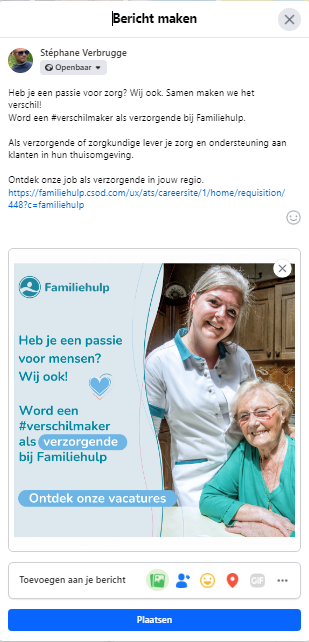 Bericht maken
Stéphane Verbrugge
Openbaar
Heb je een passie voor zorg? Wij ook. Samen maken we het
verschil!
Word een #verschilmaker als verzorgende bij Familiehulp.
Als verzorgende of zorgkundige lever je zorg en ondersteuning aan
klanten in hun thuisomgeving.
Ontdek onze job als verzorgende in jouw regio.
https://familiehulp.csod.com/ux/ats/careersite/1/home/requisition/
448?c=familiehulp
Familiehulp
Heb je een passie
voor mensen?
Wij ook!
Word een
#verschilmaker
als verzorgende
bij Familiehulp
Ontdek onze vacatures
Toevoegen aan je bericht
GIF
Plaatsen